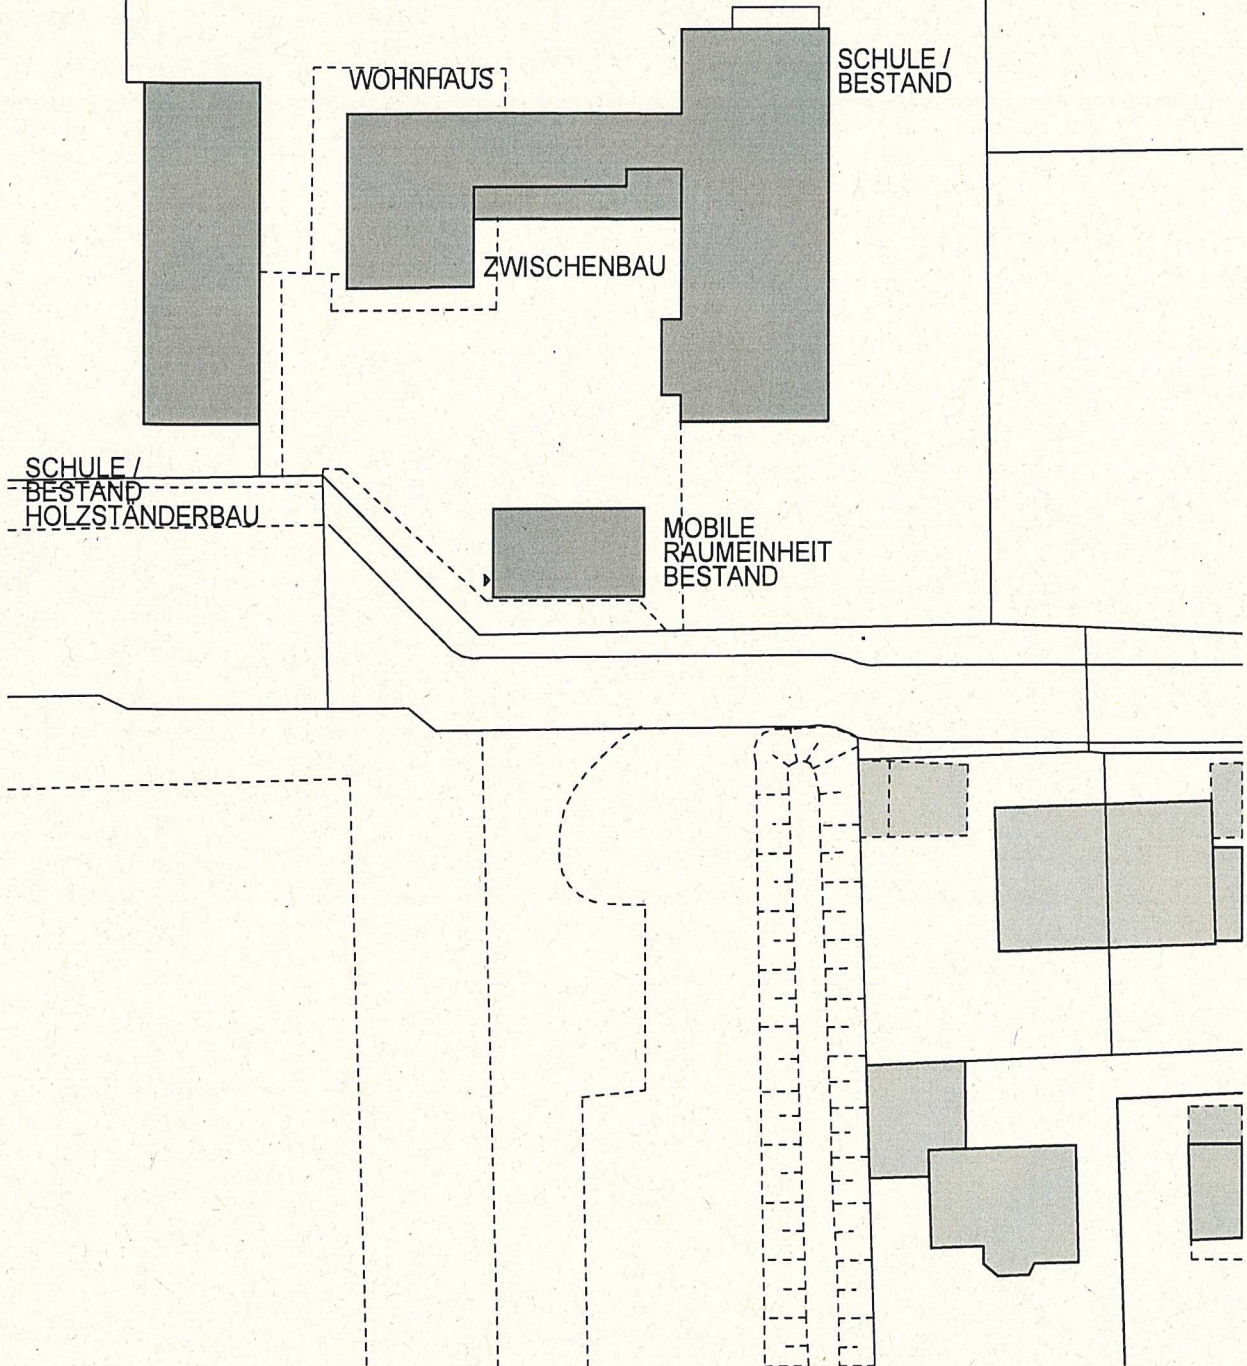 SCHULE /
BESTAND
WOHNHAUS
ZWISCHENBAU
SCHULE /
BESTAND
HOLZSTÄNDERBAU
MOBILE
RAUMEINHEIT
BESTAND